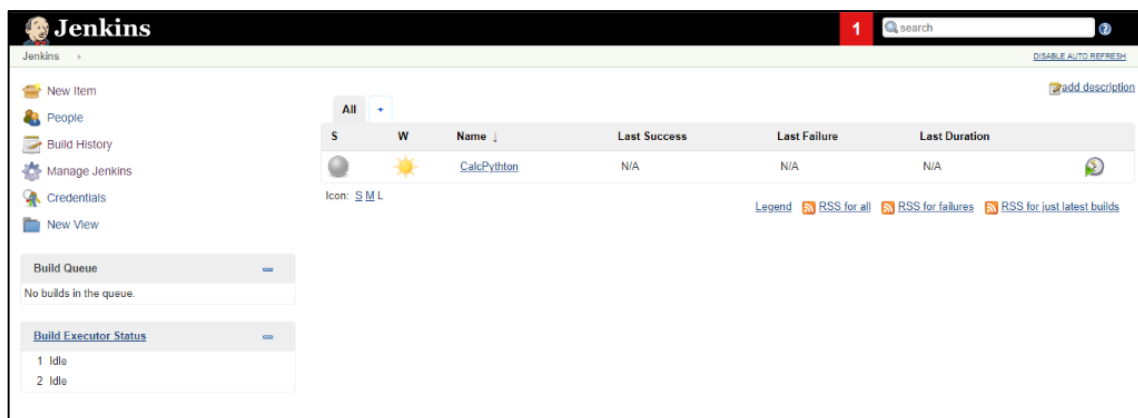 Jenkins
1
search
Jenkins
DISABLE AUTO REFRESH
New Item
People
Build History
Manage Jenkins
Credentials
New View
Build Queue
No builds in the queue.
Build Executor Status
1 Idle
2 Idle
add description
All +
S W Name ↓ Last Success Last Failure Last Duration
CalcPythton N/A N/A N/A
Icon: S M L
Legend RSS for all RSS for failures RSS for just latest builds